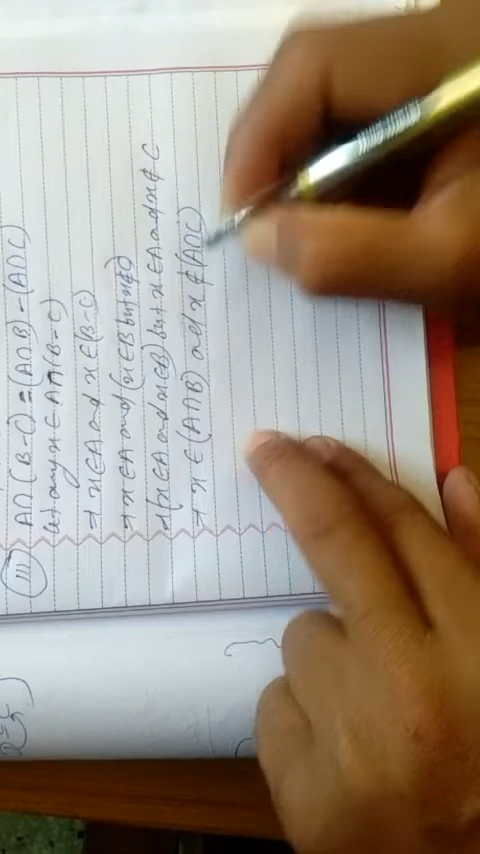 (iii) A∩(B-C) = (A∩B) - (A∩C)
let any x ∈ A∩(B-C)
⇒ x ∈ A and x ∈ (B-C)
⇒ x ∈ A and (x ∈ B but x ∉ C)
⇒ (x ∈ A and x ∈ B) but x ∈ A and x ∉ C
⇒ x ∈ (A∩B) and x ∉ (A∩C)